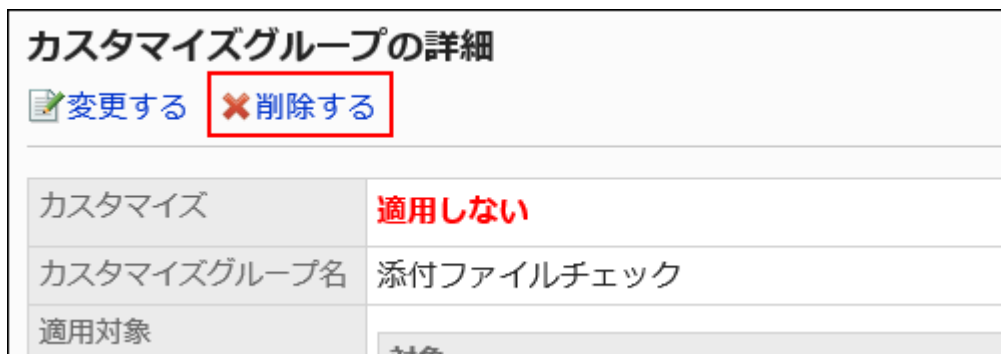 カスタマイズグループの詳細
変更する 削除する
カスタマイズ 適用しない
カスタマイズグループ名 添付ファイルチェック
適用対象
対象